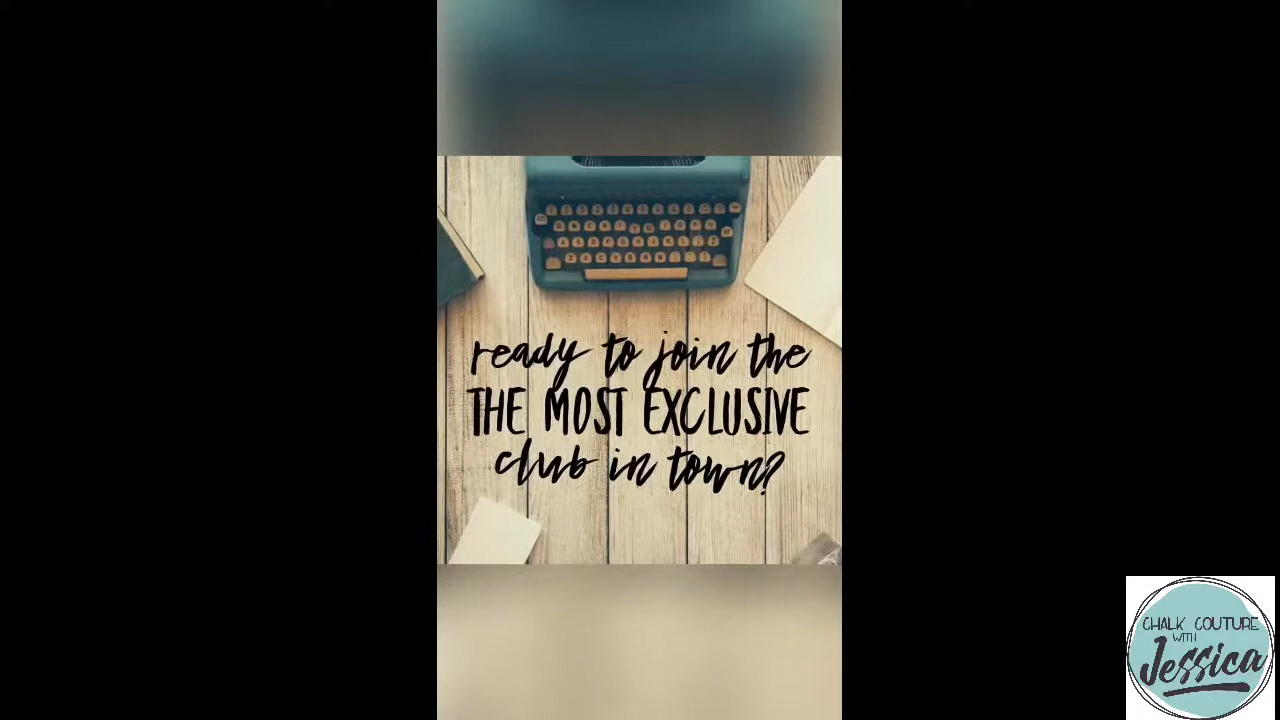 ready to join the
THE MOST EXCLUSIVE
club in town?
CHALK COUTURE
WITH
Jessica